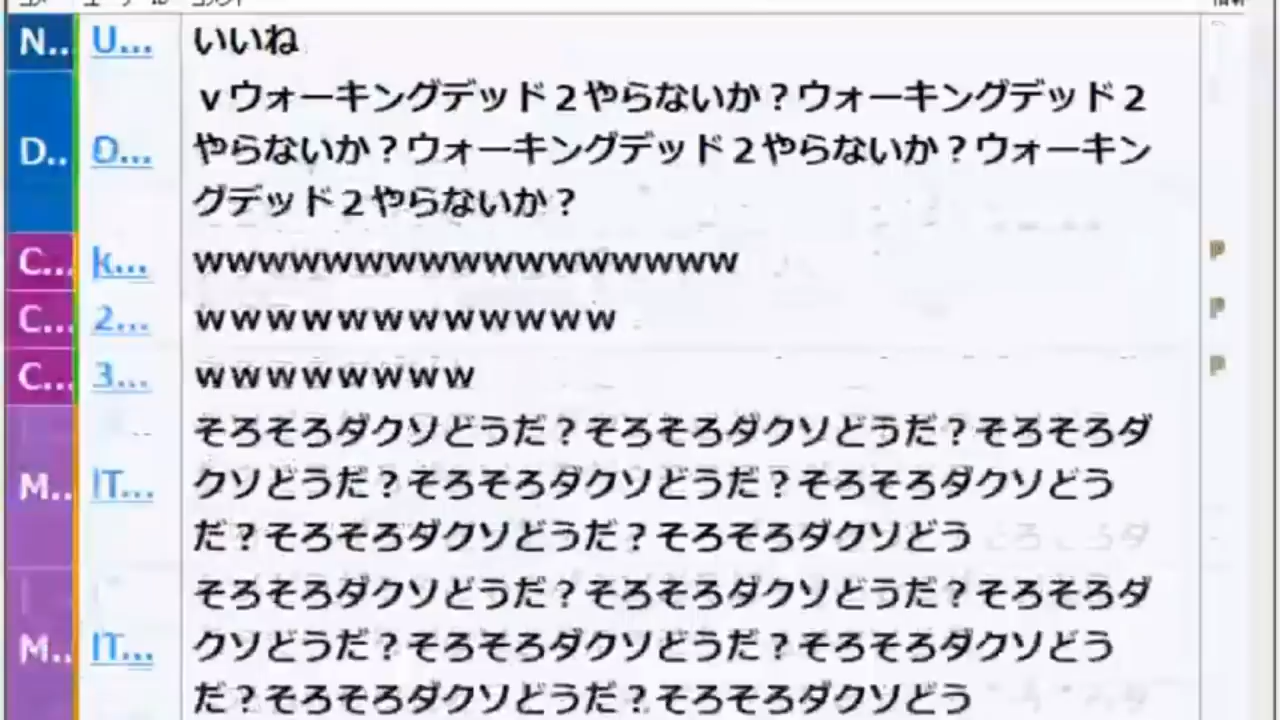 N... U... いいね
vウォーキングデッド２やらないか？ウォーキングデッド２
D... O... やらないか？ウォーキングデッド２やらないか？ウォーキン
グデッド２やらないか？
C... k... wwwwwwwwwwwwwwwww P
C... 2... ｗｗｗｗｗｗｗｗｗｗｗｗ P
C... 3... ｗｗｗｗｗｗｗｗ P
そろそろダクソどうだ？そろそろダクソどうだ？そろそろダ
M... IT... クソどうだ？そろそろダクソどうだ？そろそろダクソどう
だ？そろそろダクソどうだ？そろそろダクソどう
そろそろダクソどうだ？そろそろダクソどうだ？そろそろダ
M... IT... クソどうだ？そろそろダクソどうだ？そろそろダクソどう
だ？そろそろダクソどうだ？そろそろダクソどう